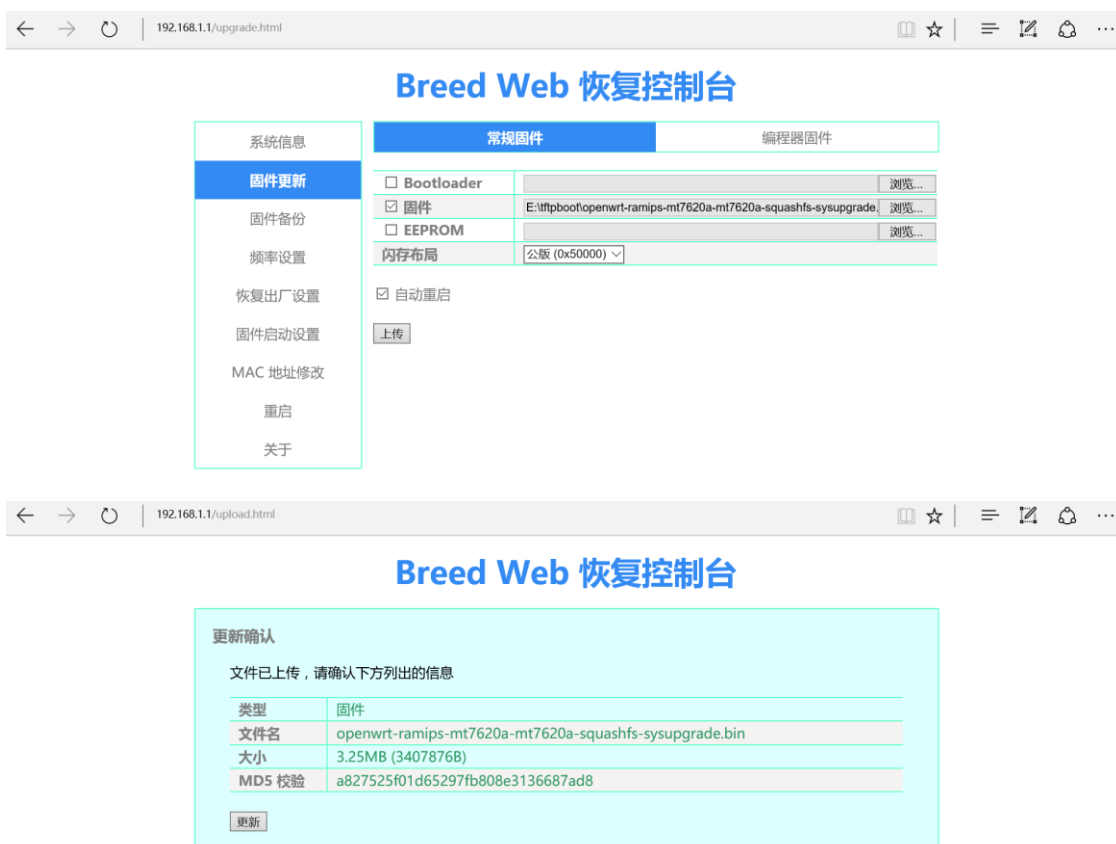 192.168.1.1/upgrade.html
Breed Web 恢复控制台
系统信息
固件更新
固件备份
频率设置
恢复出厂设置
固件启动设置
MAC 地址修改
重启
关于
常规固件 编程器固件
Bootloader 浏览...
固件 E:\tftpboot\openwrt-ramips-mt7620a-mt7620a-squashfs-sysupgrade. 浏览...
EEPROM 浏览...
闪存布局 公版 (0x50000)
自动重启
上传
192.168.1.1/upload.html
Breed Web 恢复控制台
更新确认
文件已上传，请确认下方列出的信息
类型 固件
文件名 openwrt-ramips-mt7620a-mt7620a-squashfs-sysupgrade.bin
大小 3.25MB (3407876B)
MD5 校验 a827525f01d65297fb808e3136687ad8
更新